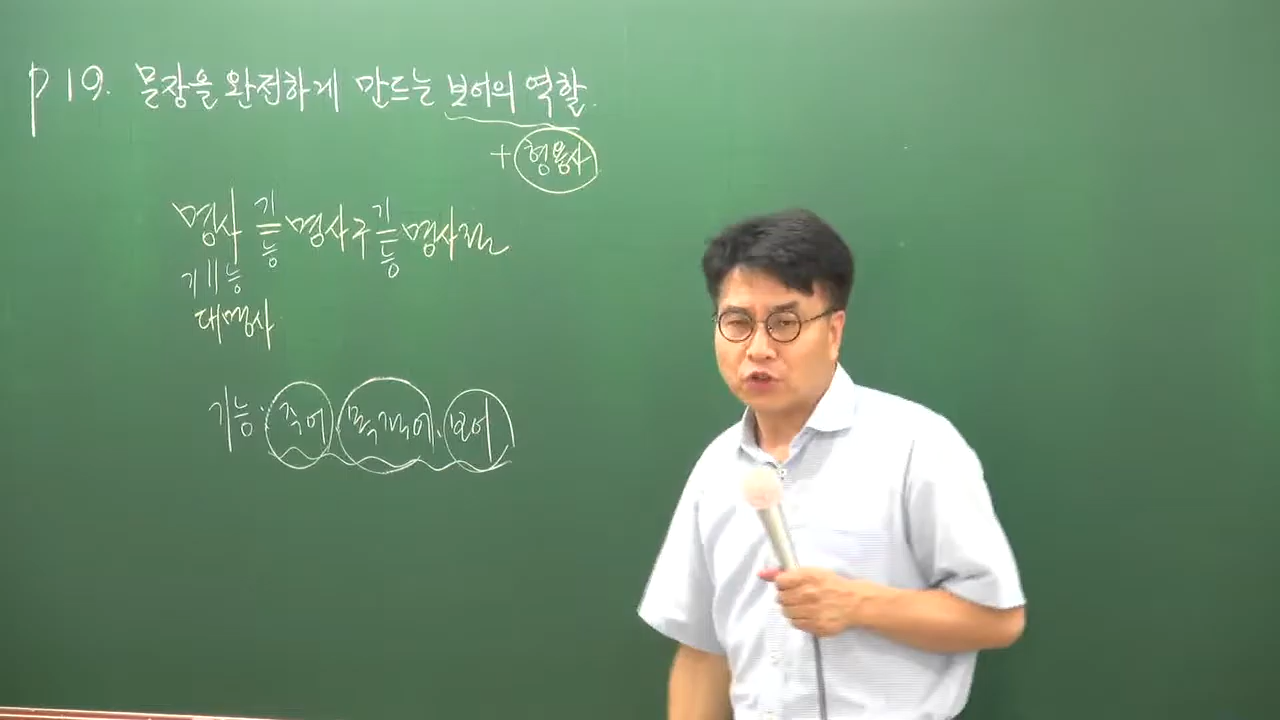 p 19. 문장을 완전하게 만드는 보어의 역할.
+ 형용사
명사 기능 = 명사구 기능 = 명사절
기 || 능
대명사
기능: 주어, 목적어, 보어